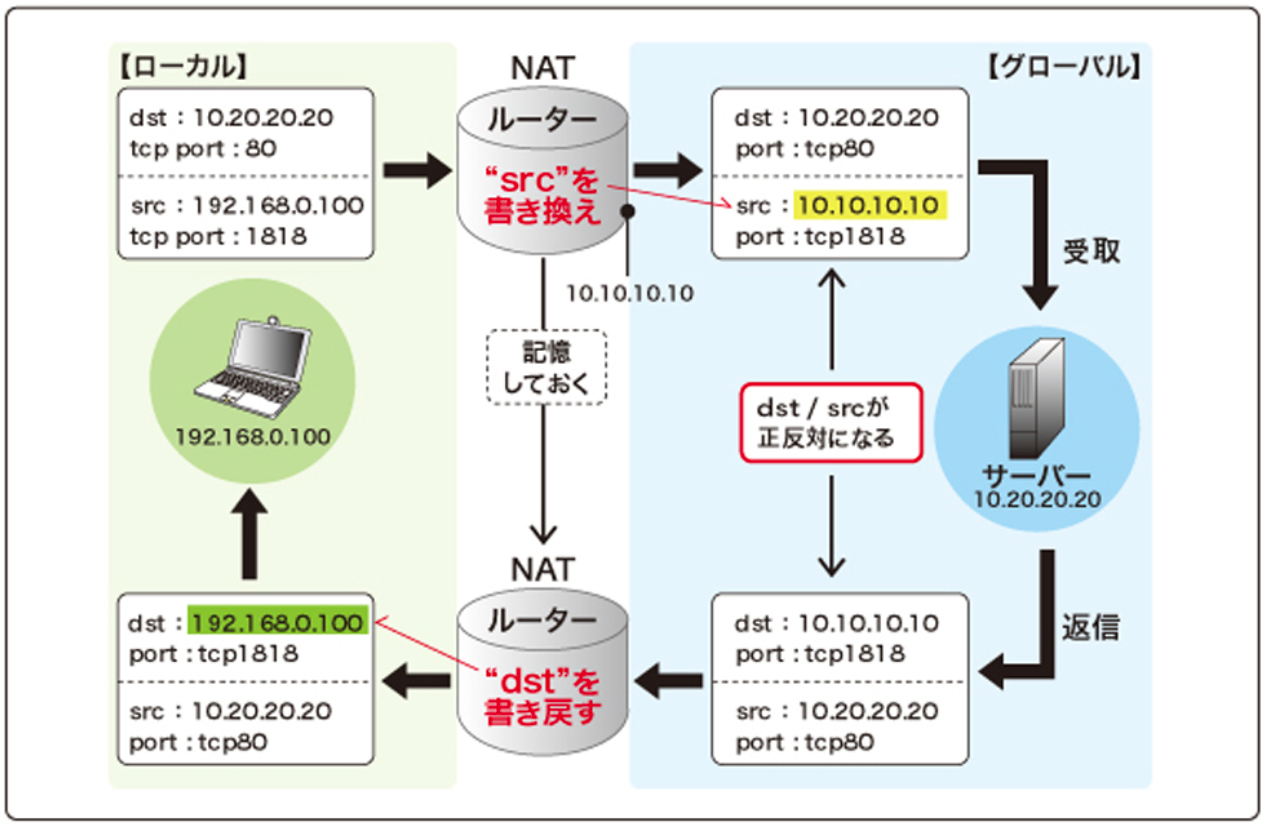 【ローカル】
NAT
【グローバル】
dst：10.20.20.20
tcp port : 80
src：192.168.0.100
tcp port : 1818
ルーター
“src”を
書き換え
dst：10.20.20.20
port : tcp80
src：10.10.10.10
port : tcp1818
受取
10.10.10.10
記憶
しておく
192.168.0.100
dst / srcが
正反対になる
サーバー
10.20.20.20
NAT
dst：192.168.0.100
port : tcp1818
src：10.20.20.20
port : tcp80
ルーター
“dst”を
書き戻す
dst：10.10.10.10
port : tcp1818
src：10.20.20.20
port : tcp80
返信